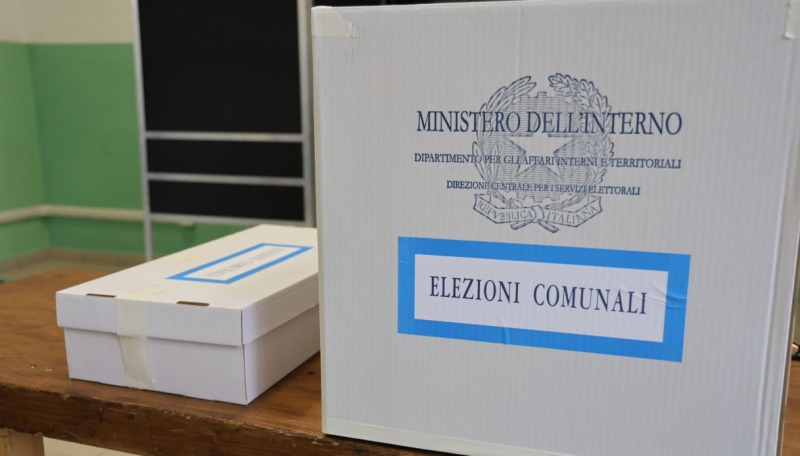 MINISTERO DELL'INTERNO
DIPARTIMENTO PER GLI AFFARI INTERNI E TERRITORIALI
DIREZIONE CENTRALE PER I SERVIZI ELETTORALI
REPVBBLICA ITALIANA
ELEZIONI COMUNALI